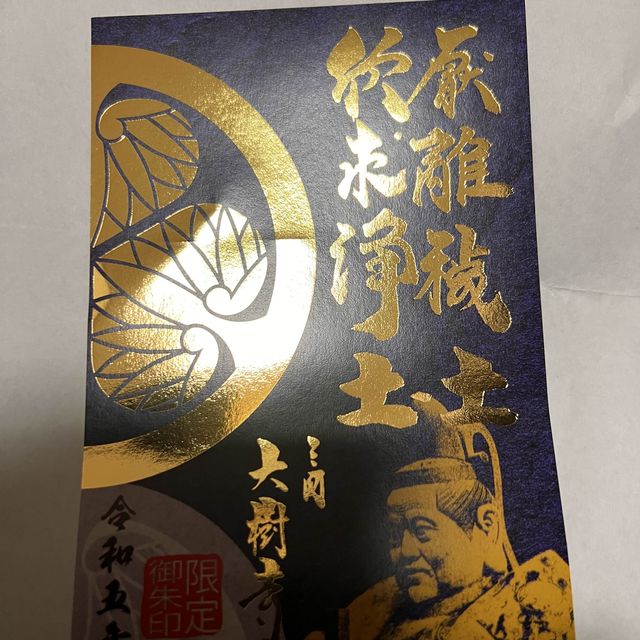 厭離穢土
欣求浄土
三河
大樹寺
令和五年
限定
御朱印